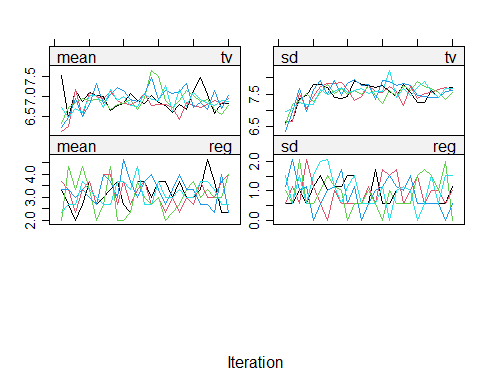 mean tv
sd tv
6.5 7.0 7.5
6.5 7.5
mean reg
sd reg
2.0 3.0 4.0
0.0 1.0 2.0
Iteration